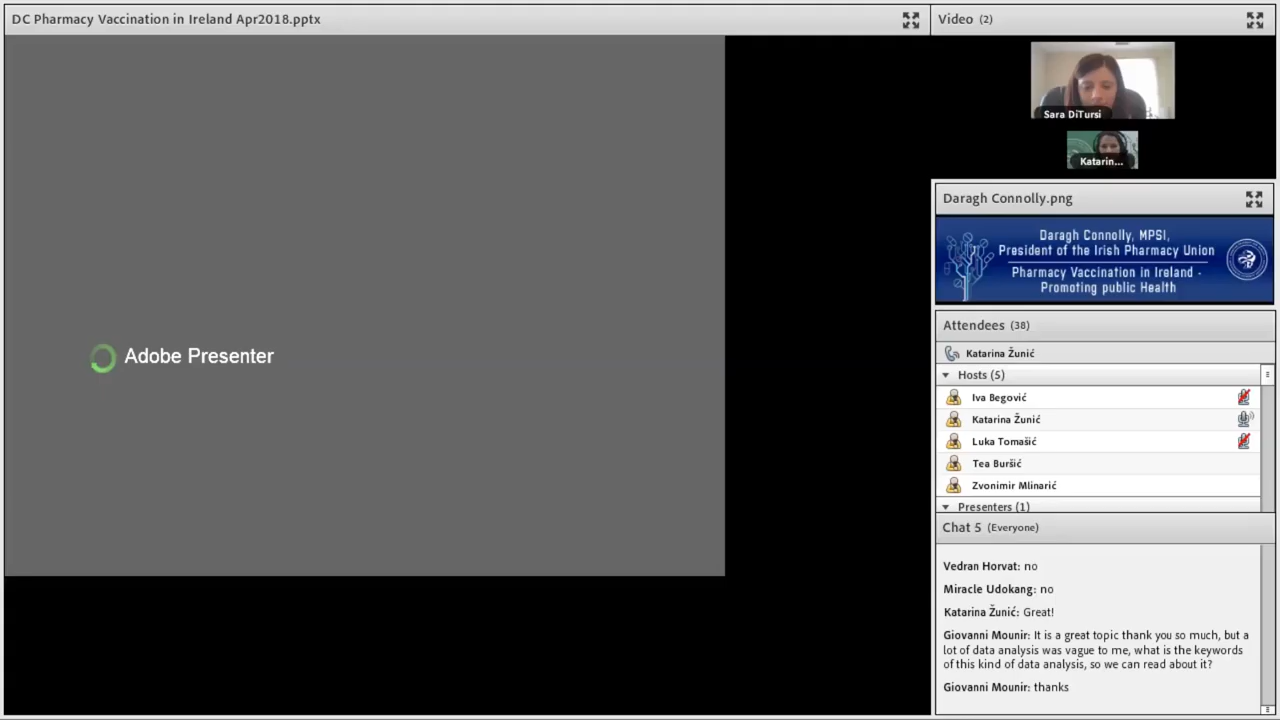 DC Pharmacy Vaccination in Ireland Apr2018.pptx
Adobe Presenter
Video (2)
Sara DiTursi
Katarin...
Daragh Connolly.png
Daragh Connolly, MPSI,
President of the Irish Pharmacy Union
Pharmacy Vaccination in Ireland -
Promoting public Health
Attendees (38)
Katarina Žunić
Hosts (5)
Iva Begović
Katarina Žunić
Luka Tomašić
Tea Buršić
Zvonimir Mlinarić
Presenters (1)
Chat 5 (Everyone)
Vedran Horvat: no
Miracle Udokang: no
Katarina Žunić: Great!
Giovanni Mounir: It is a great topic thank you so much, but a
lot of data analysis was vague to me, what is the keywords
of this kind of data analysis, so we can read about it?
Giovanni Mounir: thanks